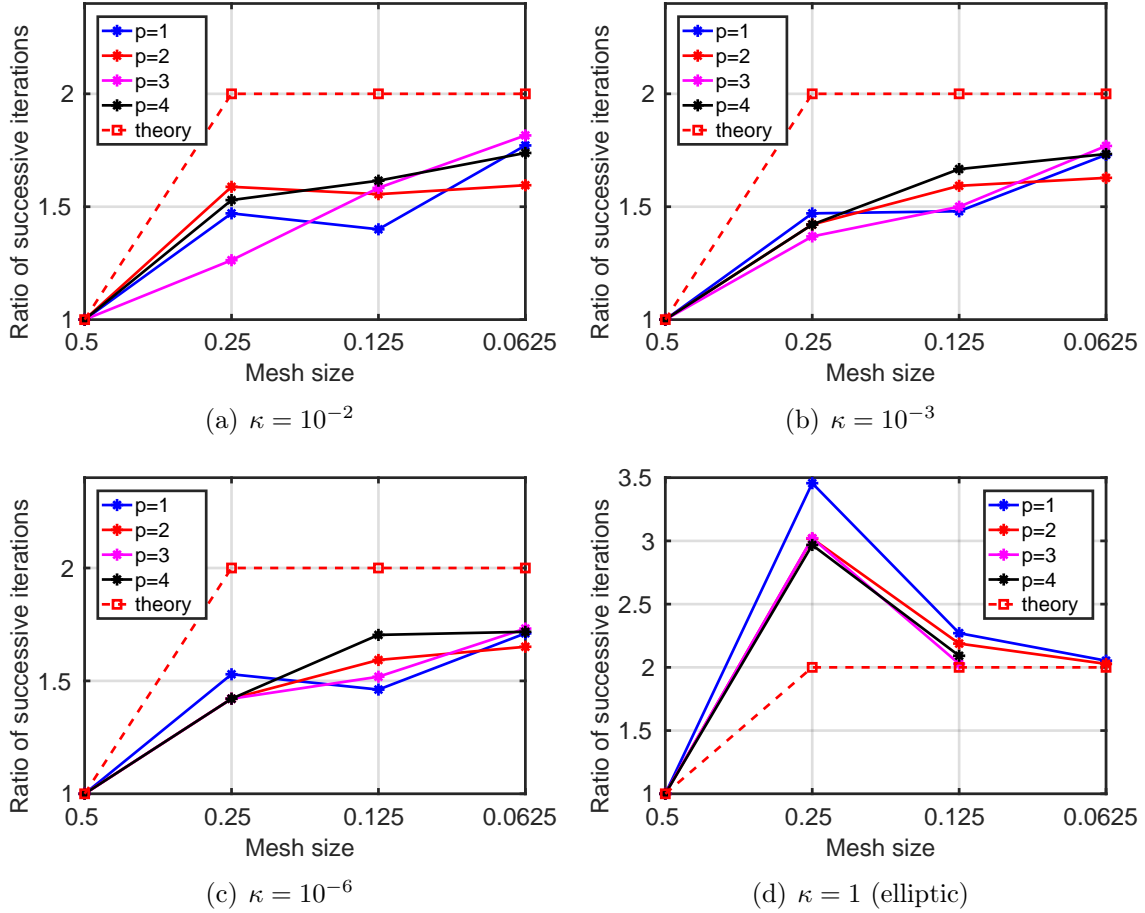 Ratio of successive iterations
2
1.5
1
p=1
p=2
p=3
p=4
theory
0.5 0.25 0.125 0.0625
Mesh size
(a) κ = 10⁻²
Ratio of successive iterations
2
1.5
1
p=1
p=2
p=3
p=4
theory
0.5 0.25 0.125 0.0625
Mesh size
(b) κ = 10⁻³
Ratio of successive iterations
2
1.5
1
p=1
p=2
p=3
p=4
theory
0.5 0.25 0.125 0.0625
Mesh size
(c) κ = 10⁻⁶
Ratio of successive iterations
3.5
3
2.5
2
1.5
1
p=1
p=2
p=3
p=4
theory
0.5 0.25 0.125 0.0625
Mesh size
(d) κ = 1 (elliptic)